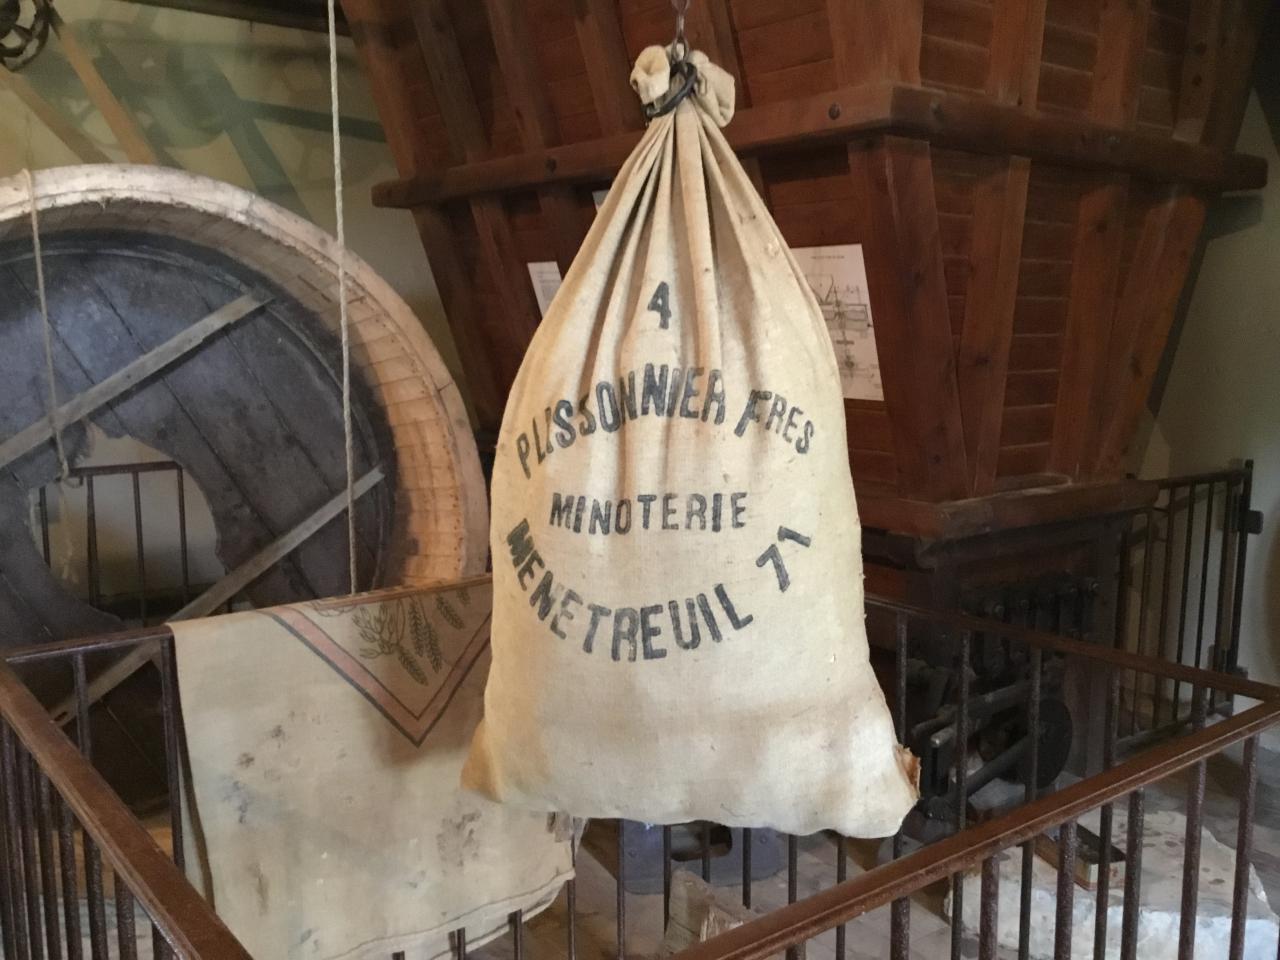 4
PLISSONNIER FRES
MINOTERIE
MENETREUIL 71